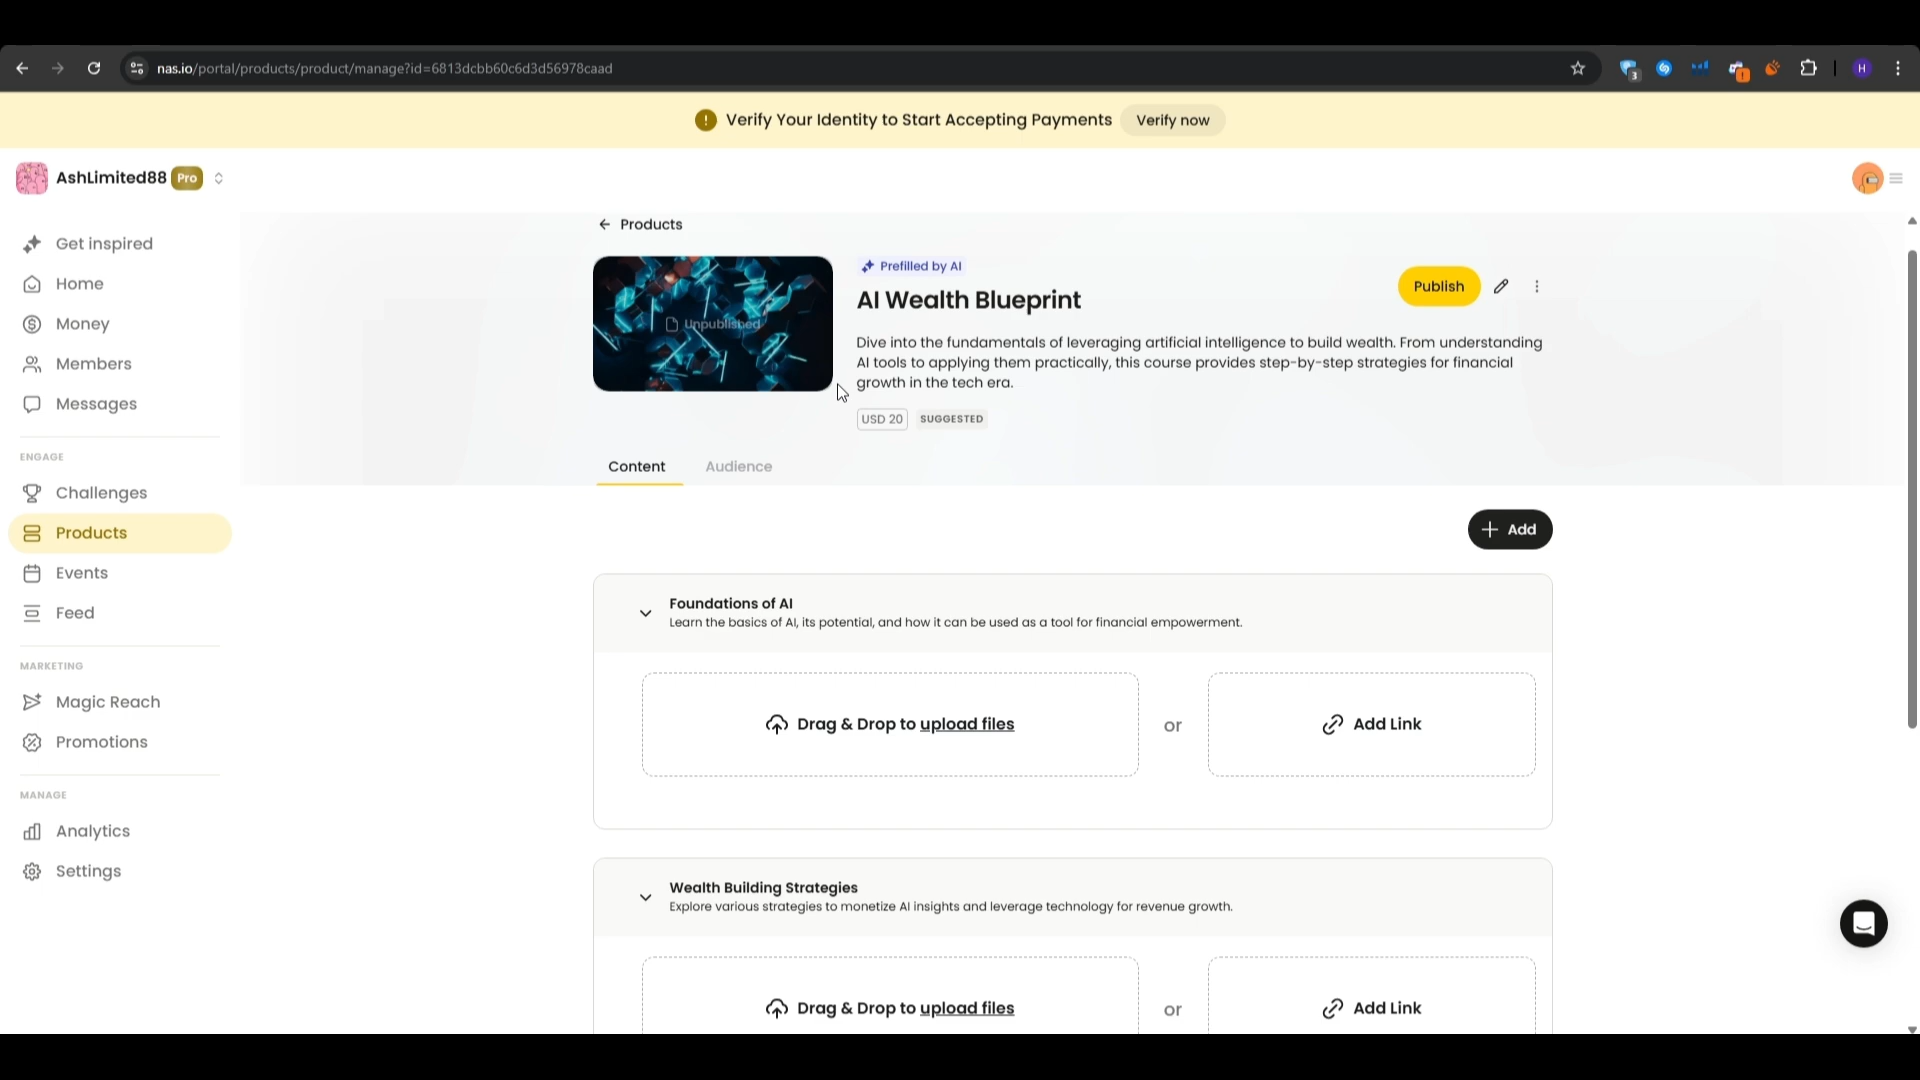 nas.io/portal/products/product/manage?id=6813dcbb60c6d3d56978caad
3
!
H
! Verify Your Identity to Start Accepting Payments Verify now
AshLimited88 Pro
Get inspired
Home
Money
Members
Messages
ENGAGE
Challenges
Products
Events
Feed
MARKETING
Magic Reach
Promotions
MANAGE
Analytics
Settings
Products
Unpublished
Prefilled by AI
AI Wealth Blueprint
Publish
Dive into the fundamentals of leveraging artificial intelligence to build wealth. From understanding
AI tools to applying them practically, this course provides step-by-step strategies for financial
growth in the tech era.
USD 20 SUGGESTED
Content Audience
Add
Foundations of AI
Learn the basics of AI, its potential, and how it can be used as a tool for financial empowerment.
Drag & Drop to upload files or Add Link
Wealth Building Strategies
Explore various strategies to monetize AI insights and leverage technology for revenue growth.
Drag & Drop to upload files or Add Link